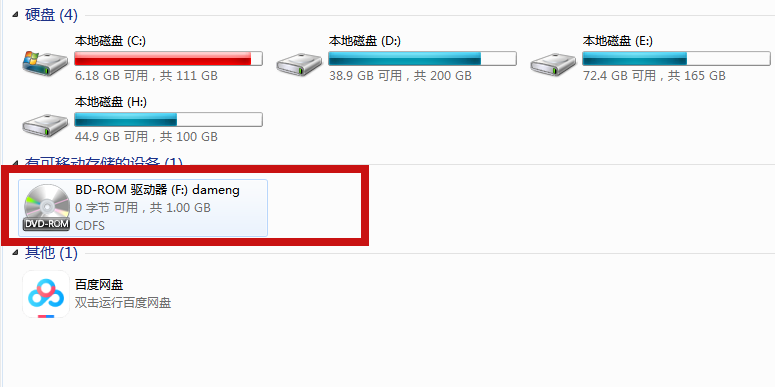 硬盘 (4)
本地磁盘 (C:)
6.18 GB 可用，共 111 GB
本地磁盘 (D:)
38.9 GB 可用，共 200 GB
本地磁盘 (E:)
72.4 GB 可用，共 165 GB
本地磁盘 (H:)
44.9 GB 可用，共 100 GB
有可移动存储的设备 (1)
DVD-ROM
BD-ROM 驱动器 (F:) dameng
0 字节 可用，共 1.00 GB
CDFS
其他 (1)
百度网盘
双击运行百度网盘